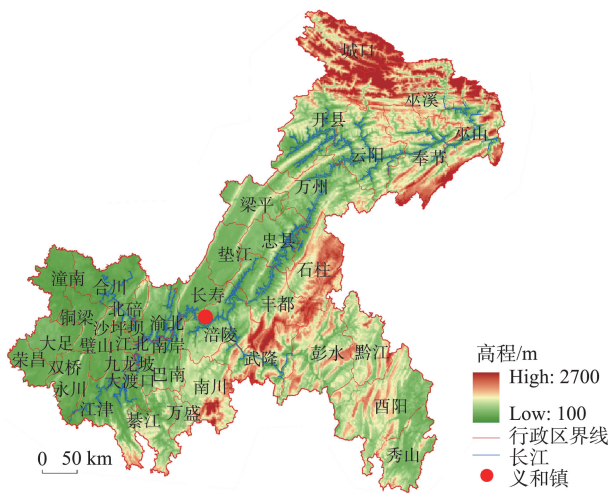 城口
巫溪
开县
巫山
云阳
奉节
万州
梁平
忠县
垫江
石柱
潼南
合川
长寿
丰都
北碚
铜梁
渝北
沙坪坝
涪陵
大足
璧山
江北
南岸
武隆
彭水
黔江
荣昌
双桥
九龙坡
巴南
大渡口
永川
南川
江津
万盛
酉阳
綦江
秀山
0 50 km
高程/m
High: 2700
Low: 100
行政区界线
长江
义和镇